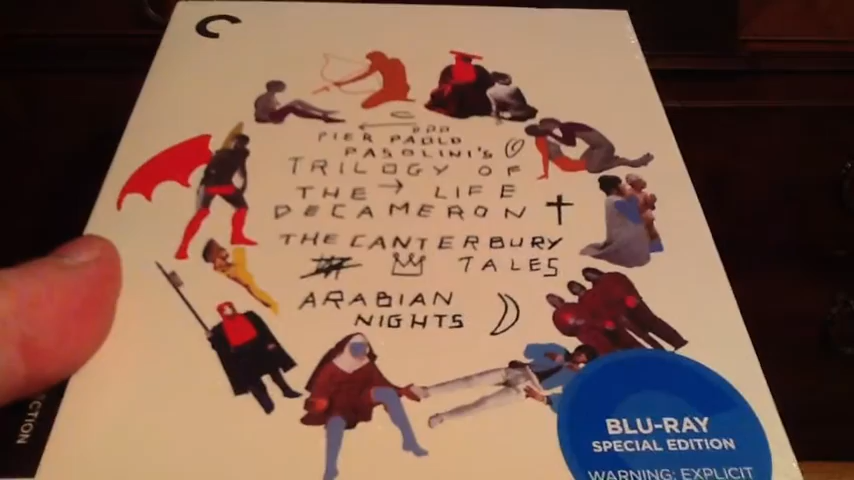 PIER PAOLO
PASOLINI'S
TRILOGY OF
THE → LIFE
DECAMERON
THE CANTERBURY
TALES
ARABIAN
NIGHTS
BLU-RAY
SPECIAL EDITION
WARNING: EXPLICIT
CTION